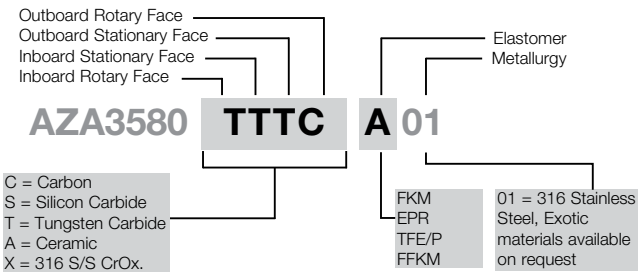 Outboard Rotary Face
Outboard Stationary Face
Inboard Stationary Face
Inboard Rotary Face
Elastomer
Metallurgy
AZA3580 TTTC A 01
C = Carbon
S = Silicon Carbide
T = Tungsten Carbide
A = Ceramic
X = 316 S/S CrOx.
FKM
EPR
TFE/P
FFKM
01 = 316 Stainless
Steel, Exotic
materials available
on request